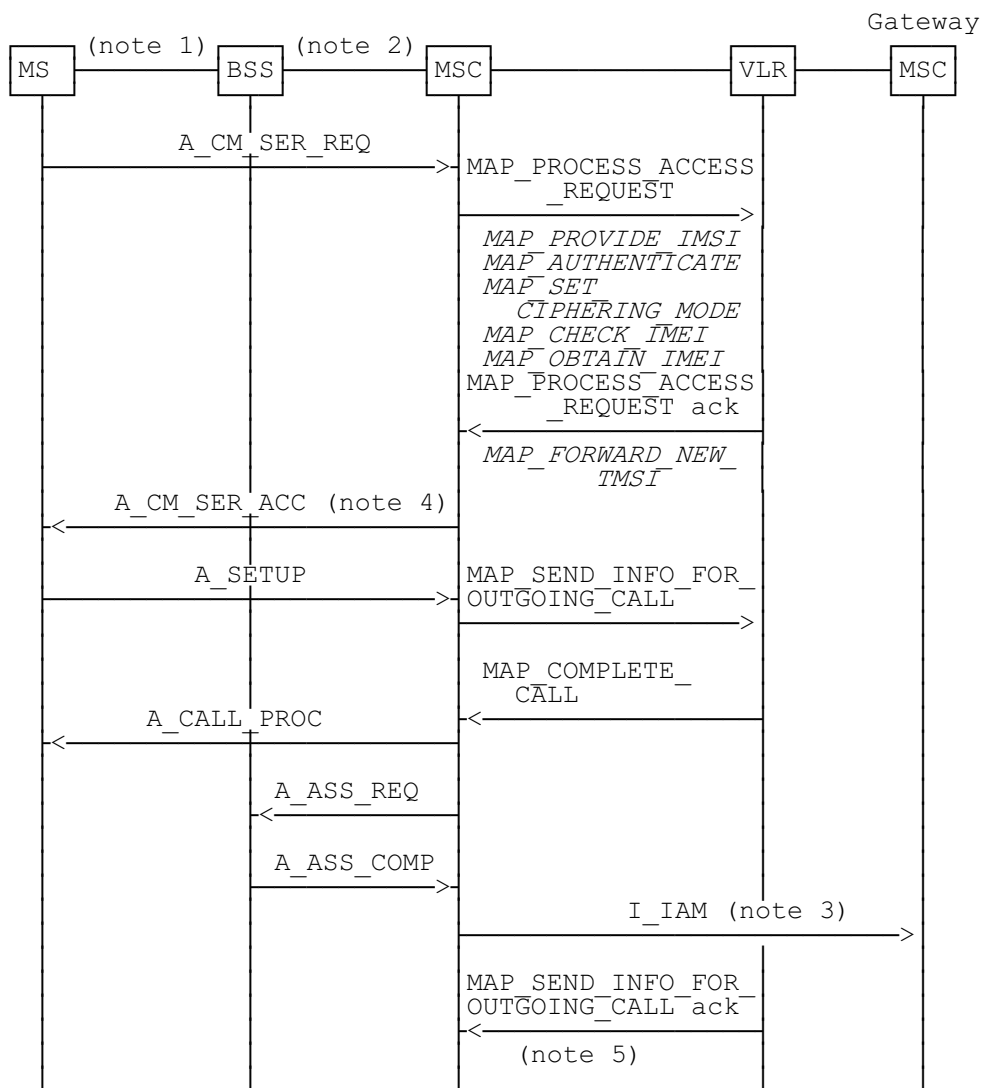 Gateway
(note 1) (note 2)
MS BSS MSC VLR MSC
A_CM_SER_REQ
MAP_PROCESS_ACCESS
_REQUEST
MAP_PROVIDE_IMSI
MAP_AUTHENTICATE
MAP_SET_
CIPHERING_MODE
MAP_CHECK_IMEI
MAP_OBTAIN_IMEI
MAP_PROCESS_ACCESS
_REQUEST ack
MAP_FORWARD_NEW_
TMSI
A_CM_SER_ACC (note 4)
A_SETUP MAP_SEND_INFO_FOR_
OUTGOING_CALL
MAP_COMPLETE_
CALL
A_CALL_PROC
A_ASS_REQ
A_ASS_COMP
I_IAM (note 3)
MAP_SEND_INFO_FOR_
OUTGOING_CALL ack
(note 5)